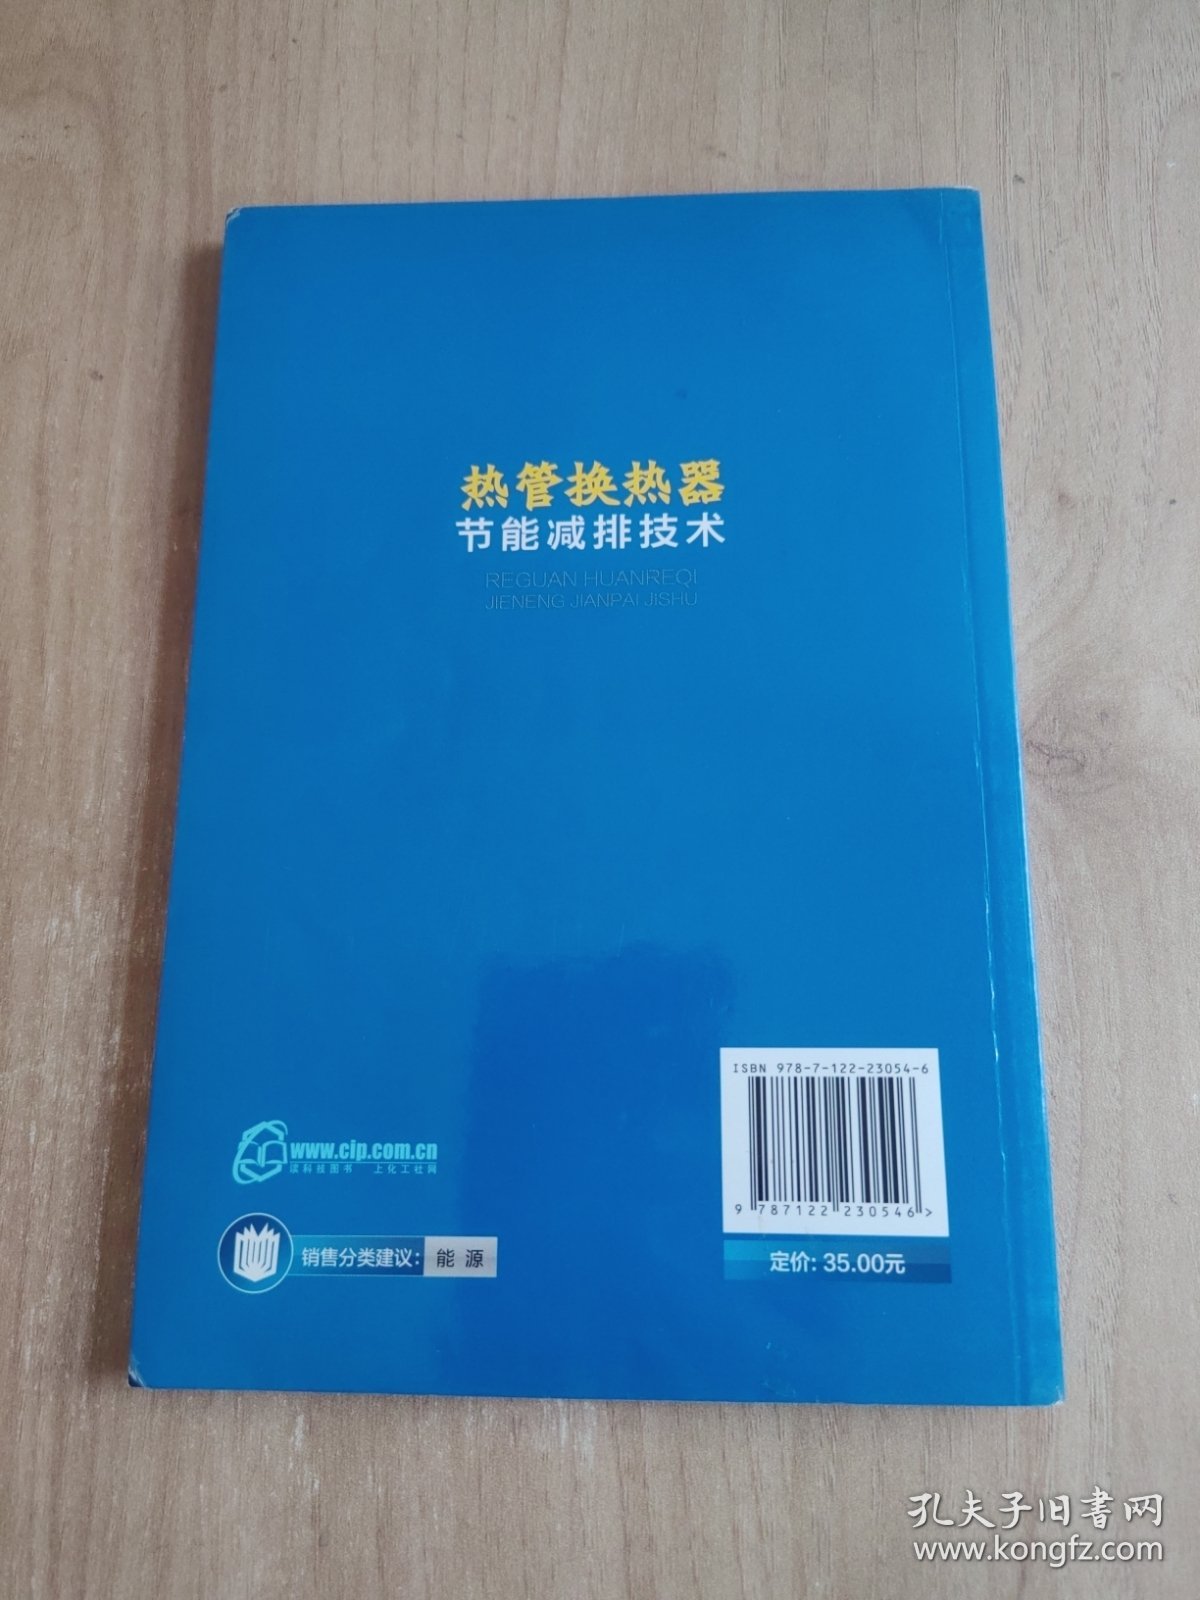 热管换热器
节能减排技术
REGUAN HUANREQI
JIENENG JIANPAI JISHU
ISBN 978-7-122-23054-6
9 787122 230546 >
定价: 35.00元
www.cip.com.cn
读科技图书 上化工社网
销售分类建议: 能 源
孔夫子旧书网
www.kongfz.com